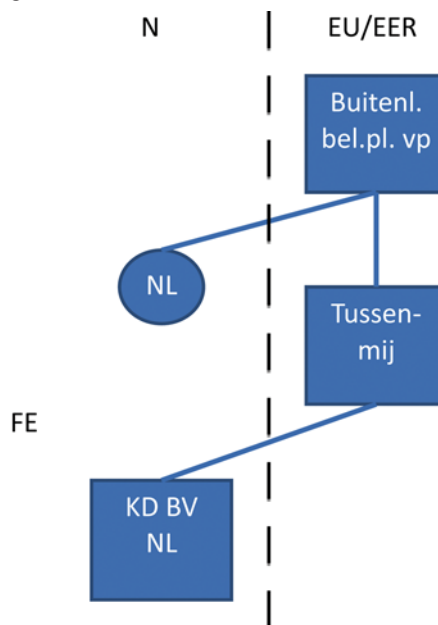 N
EU/EER
Buitenl.
bel.pl. vp
NL
Tussen-
mij
FE
KD BV
NL